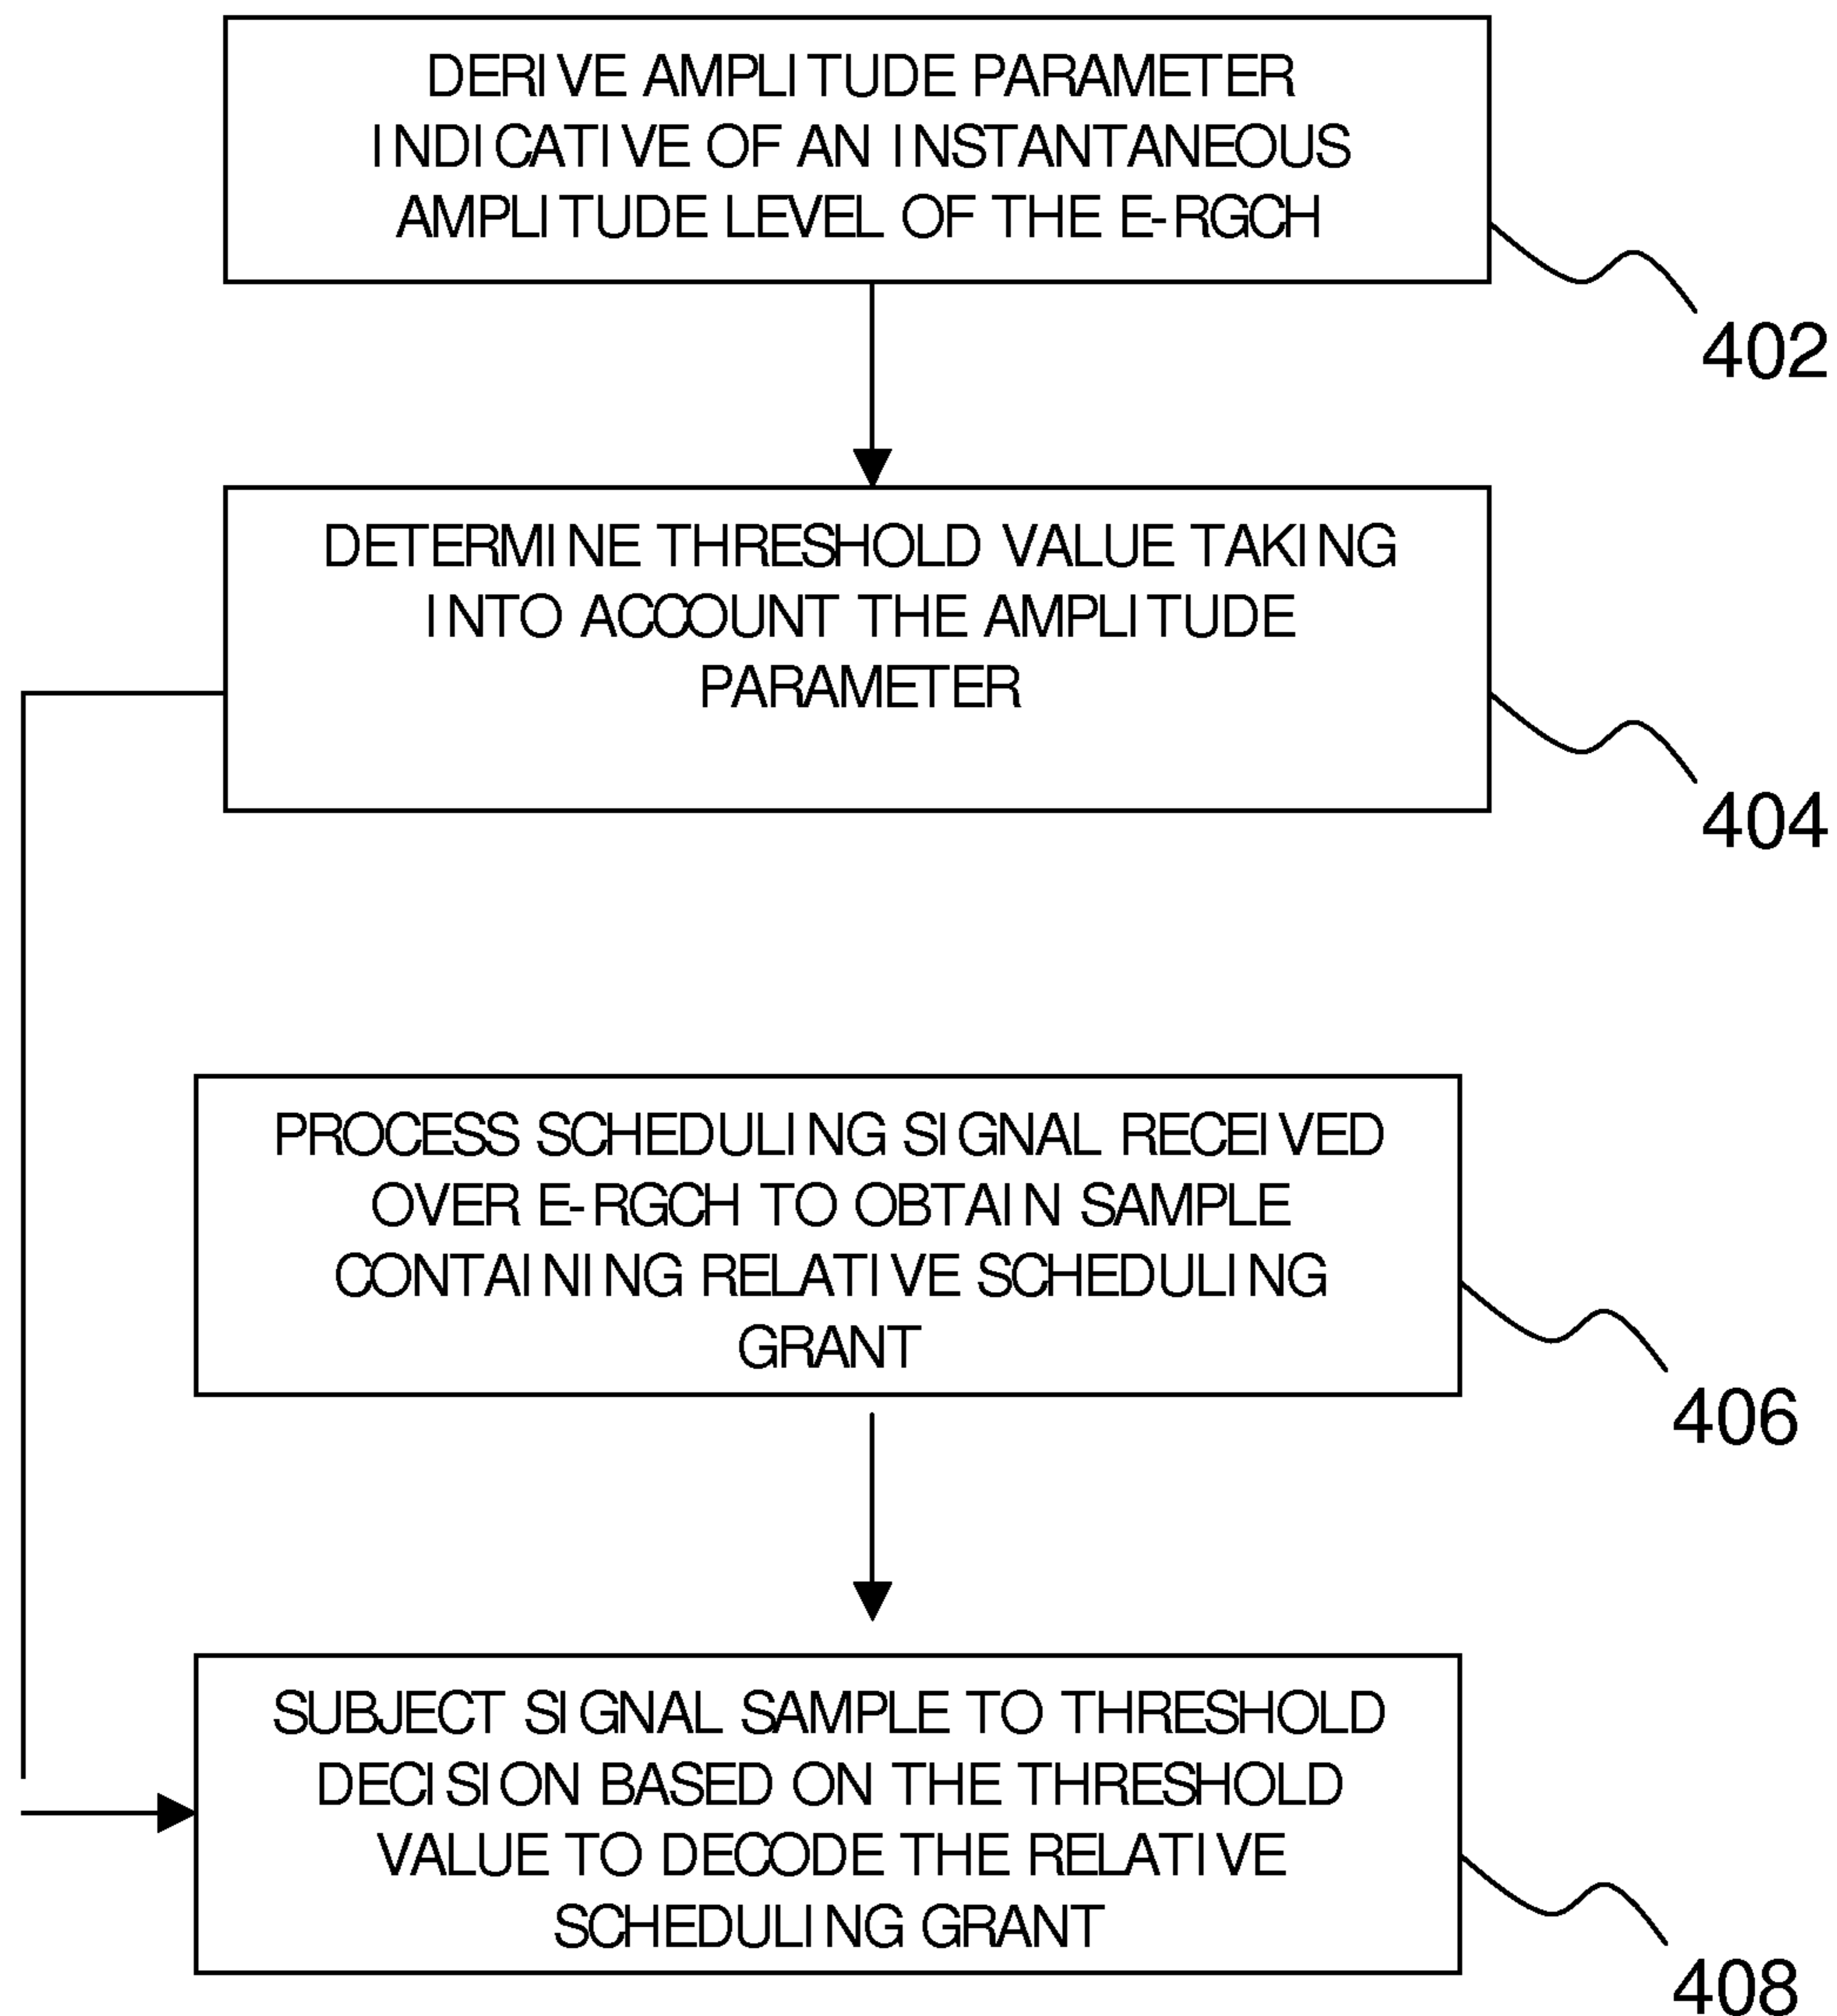 DERIVE AMPLITUDE PARAMETER
INDICATIVE OF AN INSTANTANEOUS
AMPLITUDE LEVEL OF THE E-RGCH
402
DETERMINE THRESHOLD VALUE TAKING
INTO ACCOUNT THE AMPLITUDE
PARAMETER
404
PROCESS SCHEDULING SIGNAL RECEIVED
OVER E-RGCH TO OBTAIN SAMPLE
CONTAINING RELATIVE SCHEDULING
GRANT
406
SUBJECT SIGNAL SAMPLE TO THRESHOLD
DECISION BASED ON THE THRESHOLD
VALUE TO DECODE THE RELATIVE
SCHEDULING GRANT
408